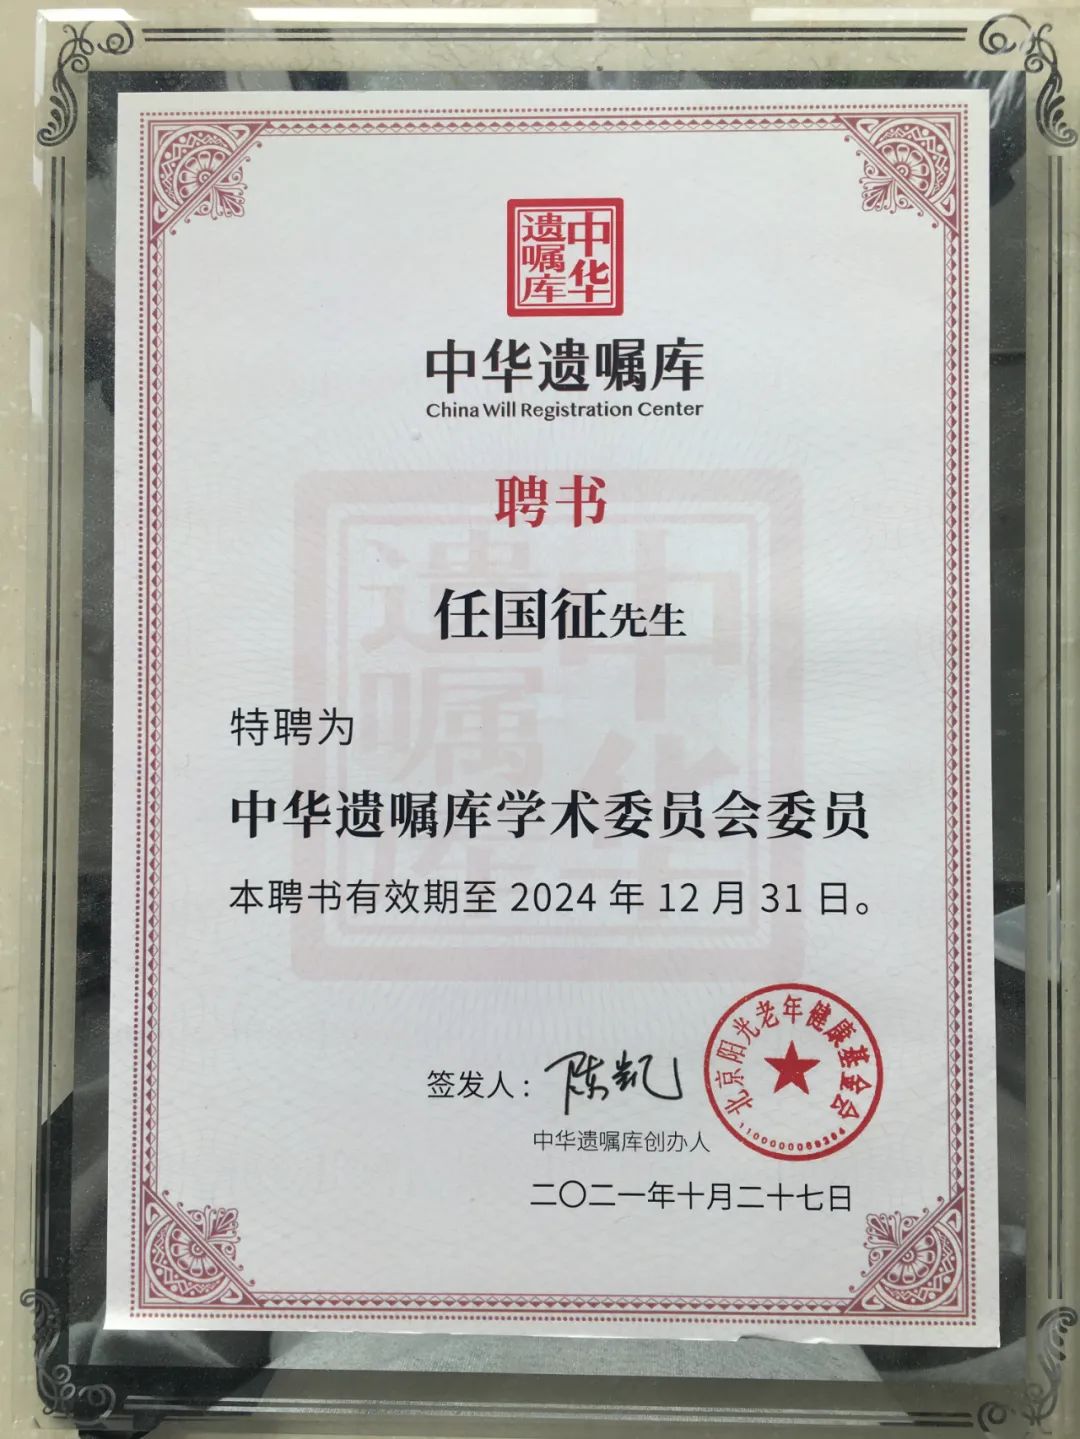 中华
遗嘱库
中华遗嘱库
China Will Registration Center
聘书
任国征先生
特聘为
中华遗嘱库学术委员会委员
本聘书有效期至 2024 年 12 月 31 日。
签发人：陈凯
中华遗嘱库创办人
北京阳光老年健康基金会
二〇二一年十月二十七日